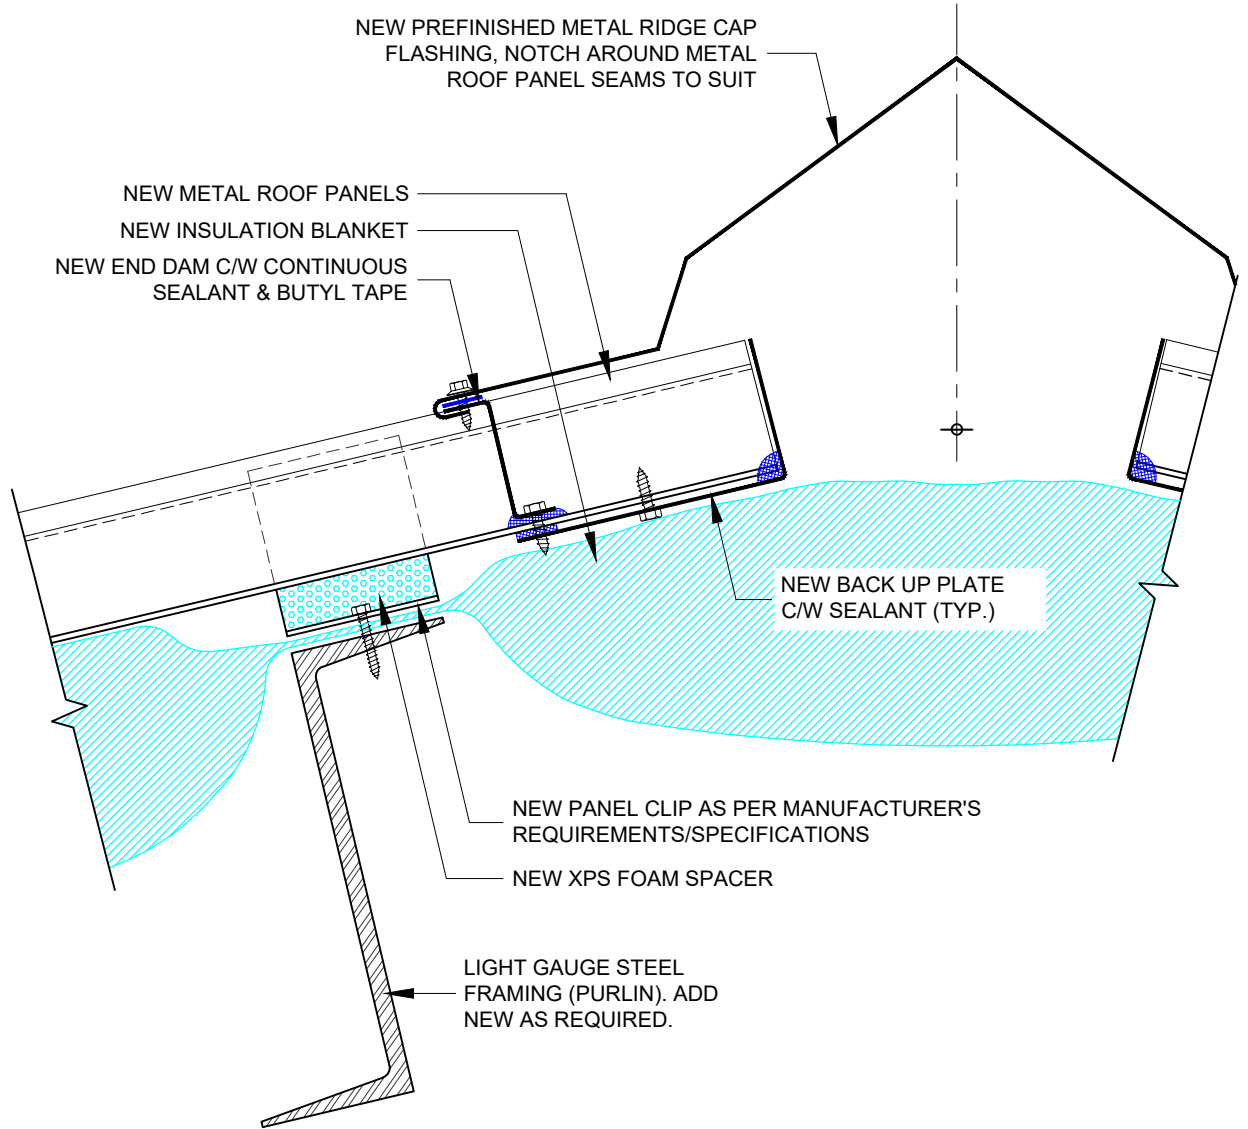 NEW PREFINISHED METAL RIDGE CAP
FLASHING, NOTCH AROUND METAL
ROOF PANEL SEAMS TO SUIT
NEW METAL ROOF PANELS
NEW INSULATION BLANKET
NEW END DAM C/W CONTINUOUS
SEALANT & BUTYL TAPE
NEW BACK UP PLATE
C/W SEALANT (TYP.)
NEW PANEL CLIP AS PER MANUFACTURER'S
REQUIREMENTS/SPECIFICATIONS
NEW XPS FOAM SPACER
LIGHT GAUGE STEEL
FRAMING (PURLIN). ADD
NEW AS REQUIRED.